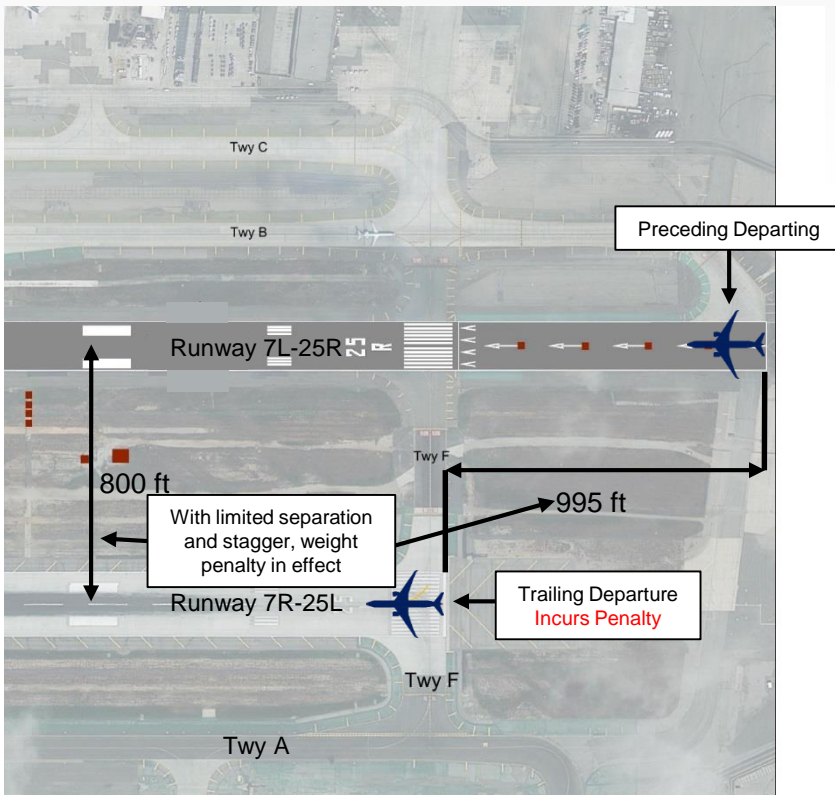 Twy C
Twy B
Preceding Departing
Runway 7L-25R
25
R
Twy F
800 ft
995 ft
With limited separation
and stagger, weight
penalty in effect
Runway 7R-25L
Trailing Departure
Incurs Penalty
Twy F
Twy A